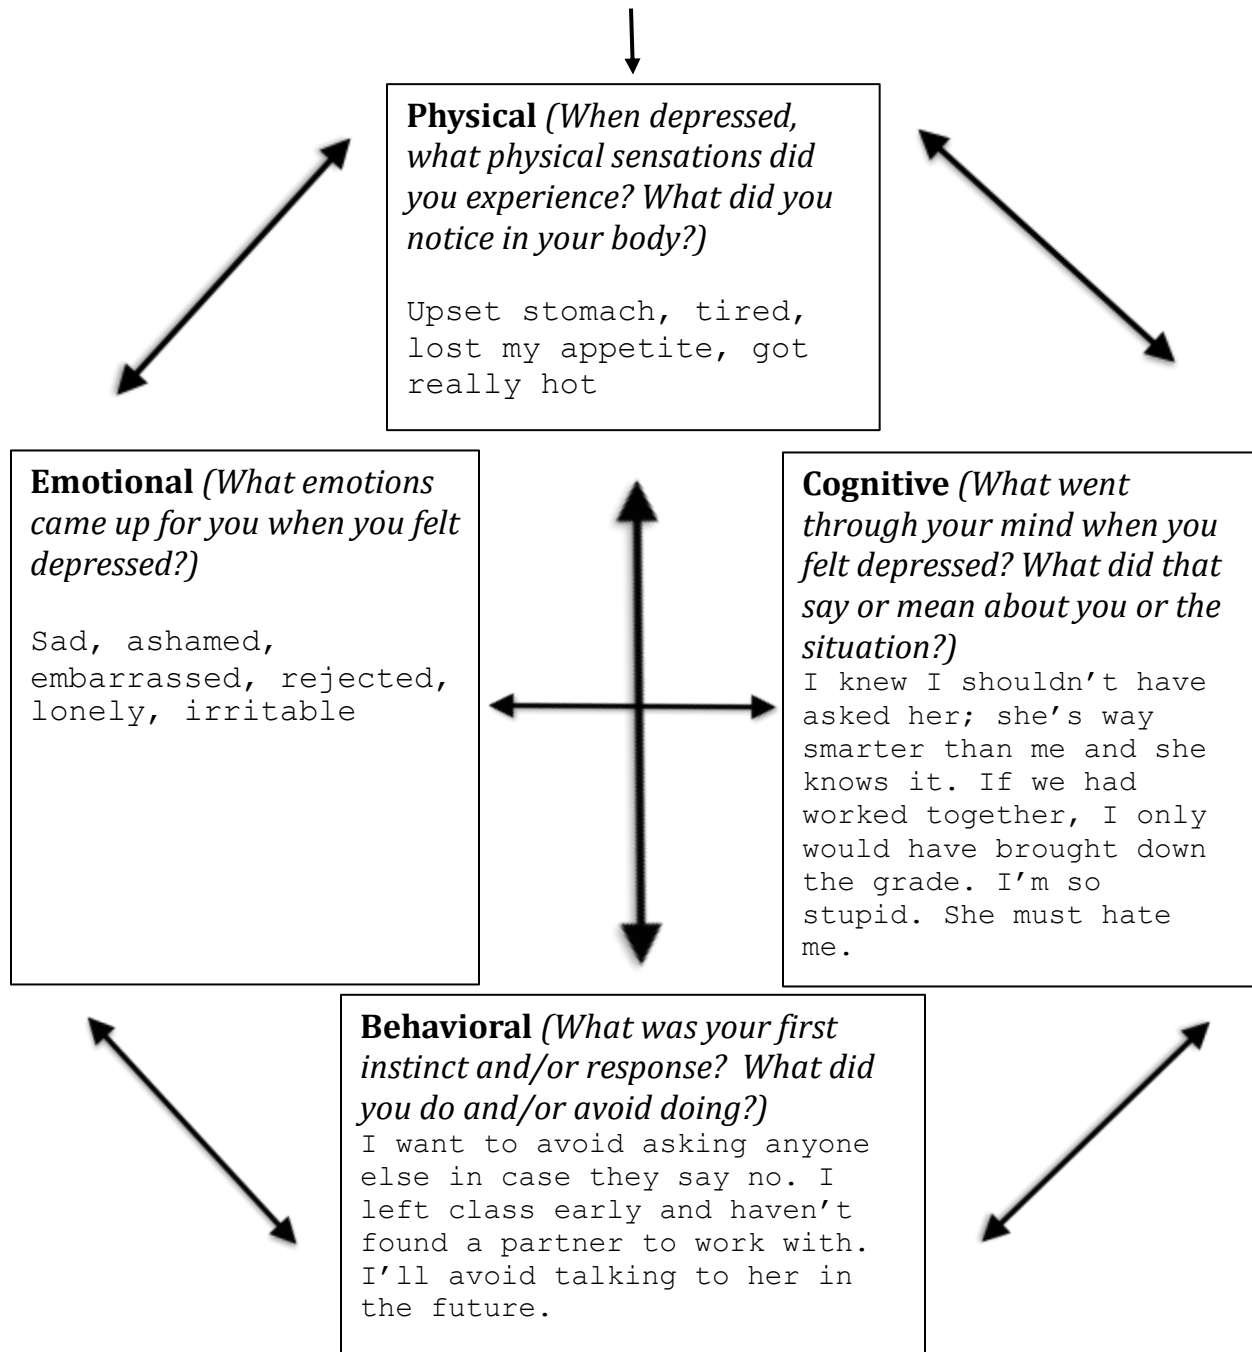 Physical (When depressed,
what physical sensations did
you experience? What did you
notice in your body?)
Upset stomach, tired,
lost my appetite, got
really hot
Emotional (What emotions
came up for you when you felt
depressed?)
Sad, ashamed,
embarrassed, rejected,
lonely, irritable
Cognitive (What went
through your mind when you
felt depressed? What did that
say or mean about you or the
situation?)
I knew I shouldn’t have
asked her; she’s way
smarter than me and she
knows it. If we had
worked together, I only
would have brought down
the grade. I’m so
stupid. She must hate
me.
Behavioral (What was your first
instinct and/or response?  What did
you do and/or avoid doing?)
I want to avoid asking anyone
else in case they say no. I
left class early and haven’t
found a partner to work with.
I’ll avoid talking to her in
the future.